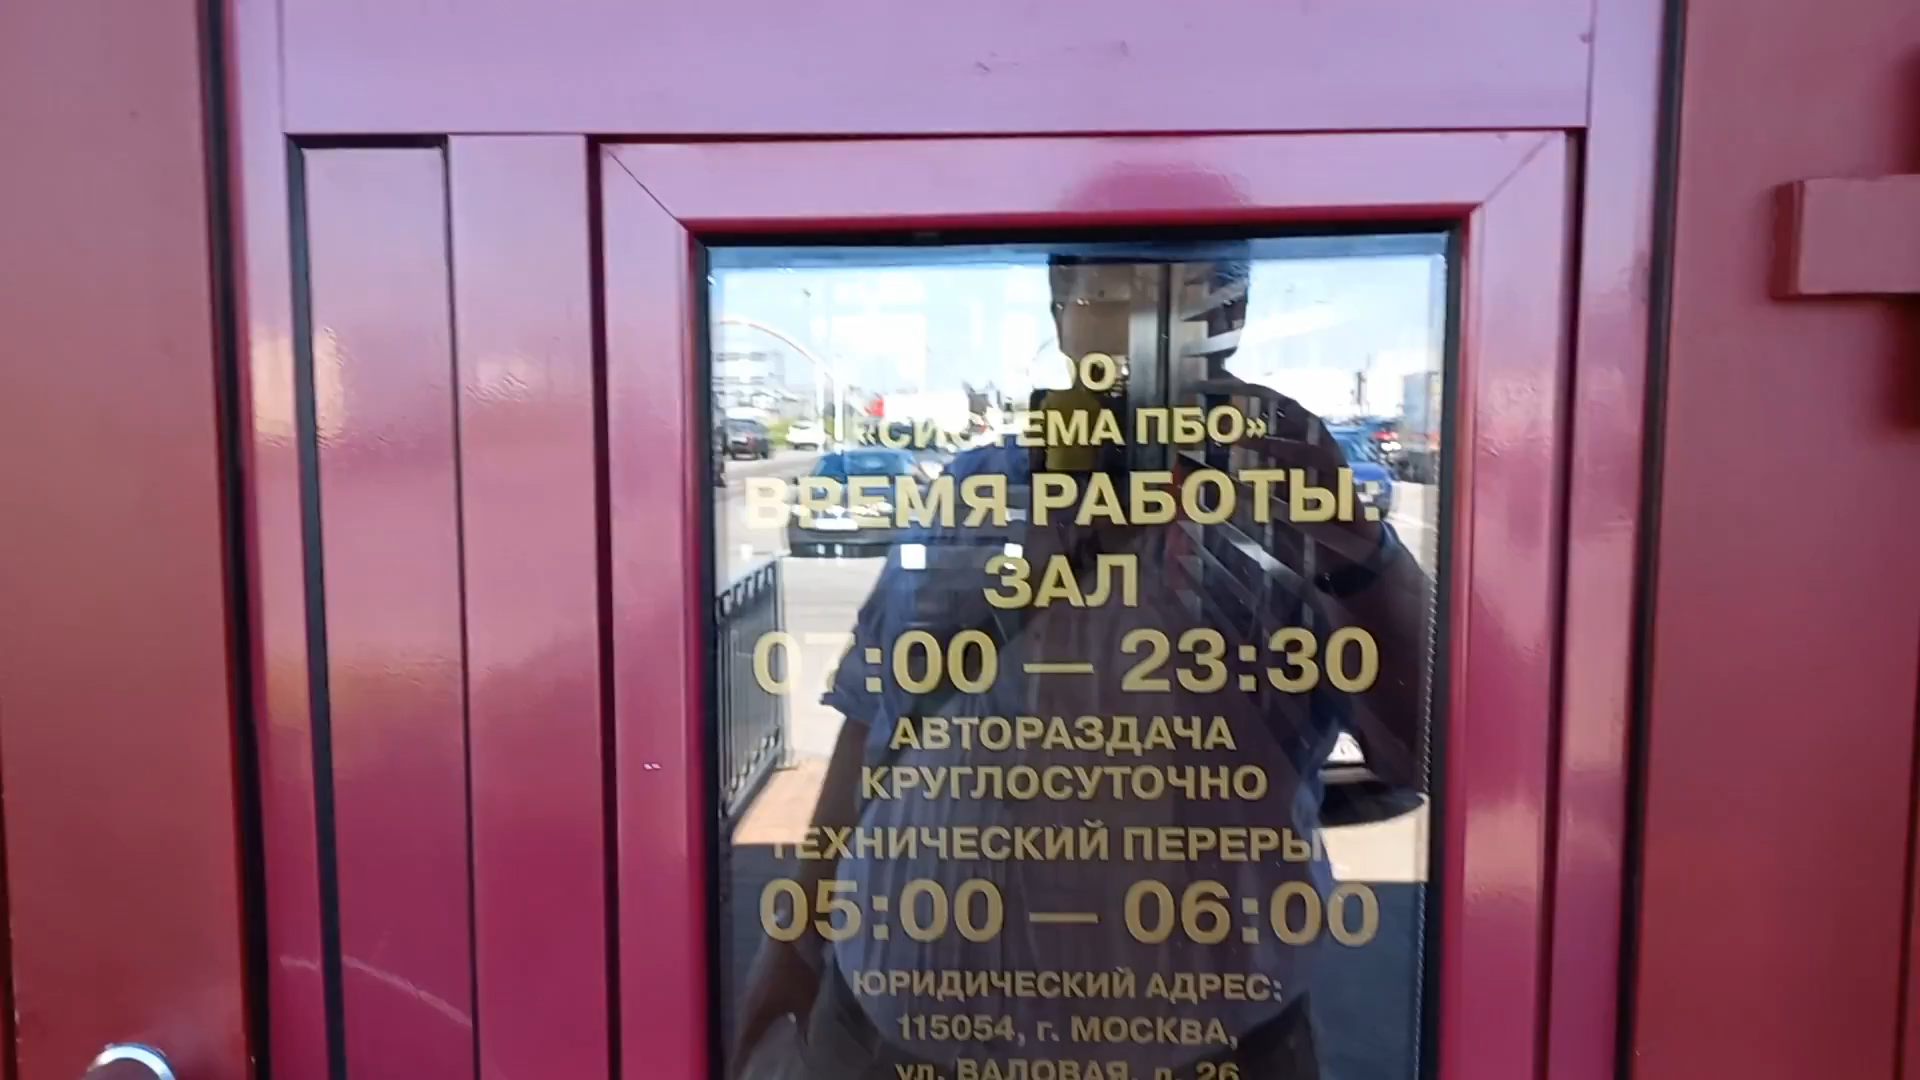 «СИСТЕМА ПБО»
ВРЕМЯ РАБОТЫ:
ЗАЛ
07:00 — 23:30
АВТОРАЗДАЧА
КРУГЛОСУТОЧНО
ТЕХНИЧЕСКИЙ ПЕРЕРЫВ
05:00 — 06:00
ЮРИДИЧЕСКИЙ АДРЕС:
115054, г. МОСКВА,
ул. ВАЛОВАЯ, д. 26